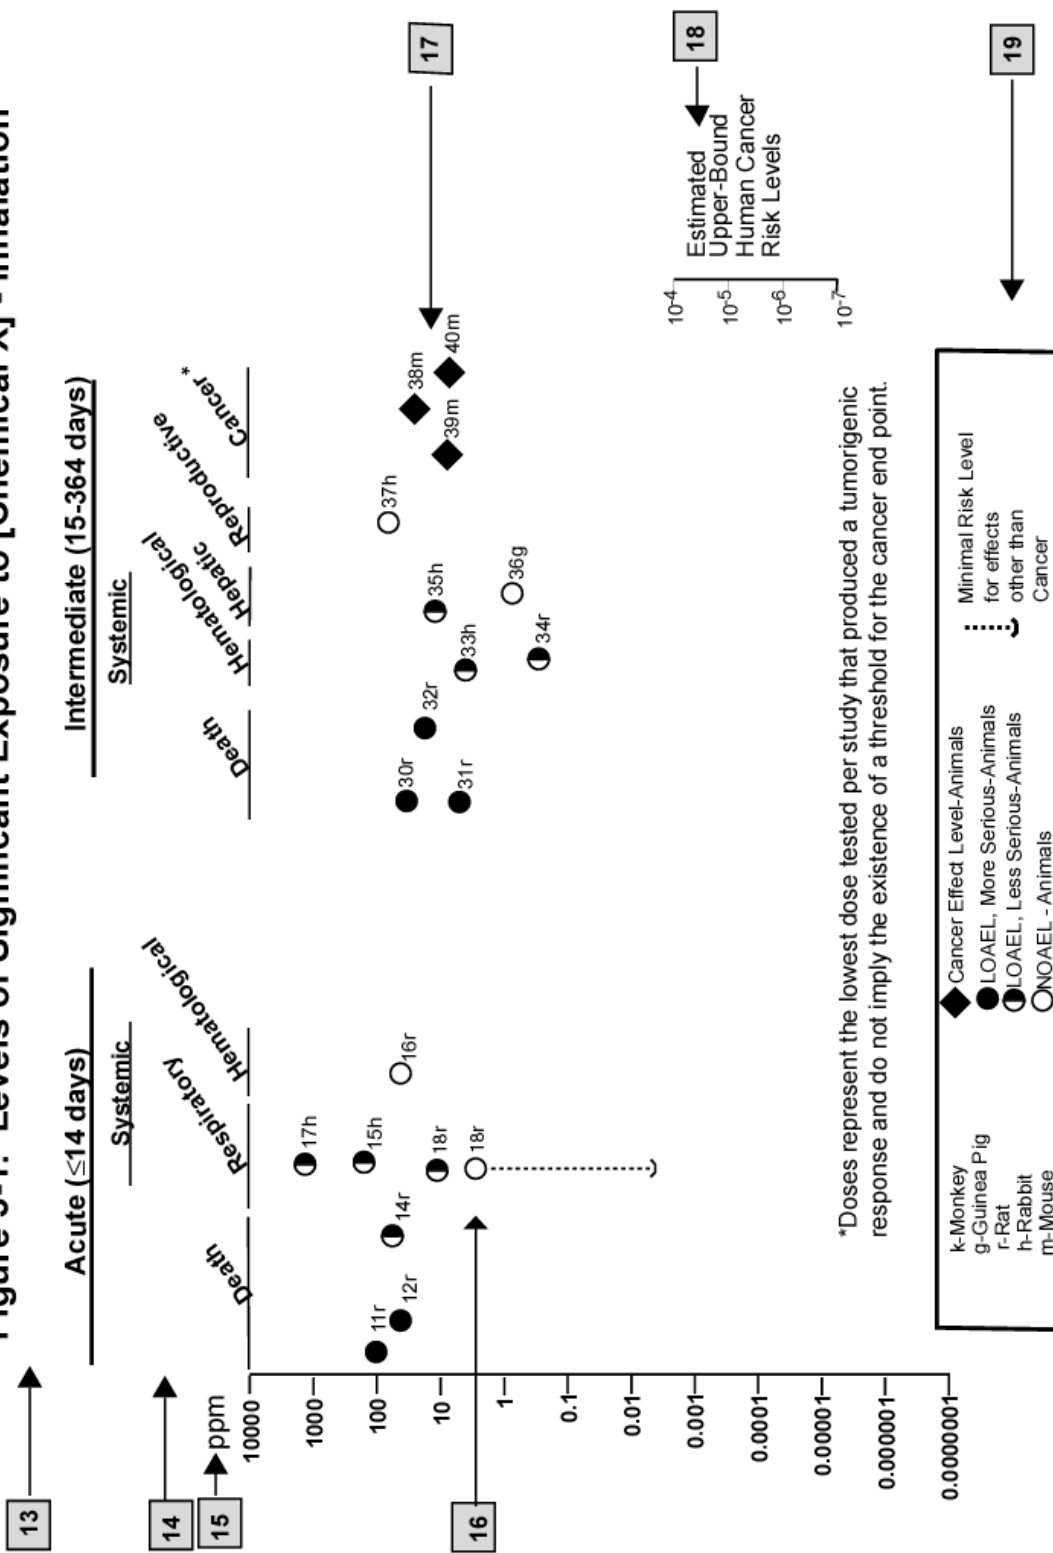 Figure 3-1. Levels of Significant Exposure to [Chemical X] - Inhalation
13
Acute (≤14 days)
Intermediate (15-364 days)
14
Systemic
Systemic
15
ppm
Death
Respiratory
Hematological
Death
Hematological
Hepatic
Reproductive
Cancer *
10000
1000
100
10
1
0.1
0.01
0.001
0.0001
0.00001
0.000001
0.0000001
11r
12r
14r
17h
15h
18r
18r
16r
30r
31r
32r
33h
34r
35h
36g
37h
38m
39m
40m
16
17
18
Estimated
Upper-Bound
Human Cancer
Risk Levels
10-4
10-5
10-6
10-7
*Doses represent the lowest dose tested per study that produced a tumorigenic
response and do not imply the existence of a threshold for the cancer end point.
19
k-Monkey
g-Guinea Pig
r-Rat
h-Rabbit
m-Mouse
Cancer Effect Level-Animals
LOAEL, More Serious-Animals
LOAEL, Less Serious-Animals
NOAEL - Animals
Minimal Risk Level
for effects
other than
Cancer